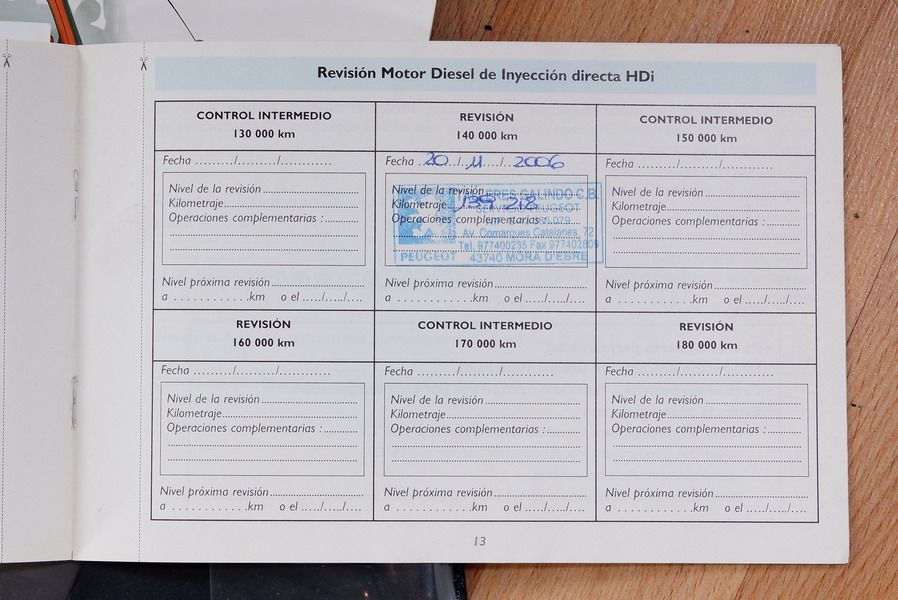 Revisión Motor Diesel de Inyección directa HDi
CONTROL INTERMEDIO
130 000 km
Fecha ........./........./...........
Nivel de la revisión ..........................
Kilometraje.....................................
Operaciones complementarias : ...........
Nivel próxima revisión.............................
a . . . . . . . . . . .km o el ...../...../....
REVISIÓN
140 000 km
Fecha 20/11/2006
Nivel de la revisión
Kilometraje 139 218
Operaciones complementarias
TALLERES GALINDO C.B.
SERVICIO PEUGEOT
Av. Comarques Catalanes, 72
Tel. 977400235 Fax 977402809
PEUGEOT 43740 MORA D'EBRE
Nivel próxima revisión.............................
a . . . . . . . . . . .km o el ...../...../....
CONTROL INTERMEDIO
150 000 km
Fecha ........./........./...........
Nivel de la revisión ..........................
Kilometraje.....................................
Operaciones complementarias : ...........
Nivel próxima revisión.............................
a . . . . . . . . . . .km o el ...../...../....
REVISIÓN
160 000 km
Fecha ........./........./...........
Nivel de la revisión ..........................
Kilometraje.....................................
Operaciones complementarias : ...........
Nivel próxima revisión.............................
a . . . . . . . . . . .km o el ...../...../....
CONTROL INTERMEDIO
170 000 km
Fecha ........./........./...........
Nivel de la revisión ..........................
Kilometraje.....................................
Operaciones complementarias : ...........
Nivel próxima revisión.............................
a . . . . . . . . . . .km o el ...../...../....
REVISIÓN
180 000 km
Fecha ........./........./...........
Nivel de la revisión ..........................
Kilometraje.....................................
Operaciones complementarias : ...........
Nivel próxima revisión.............................
a . . . . . . . . . . .km o el ...../...../....
13